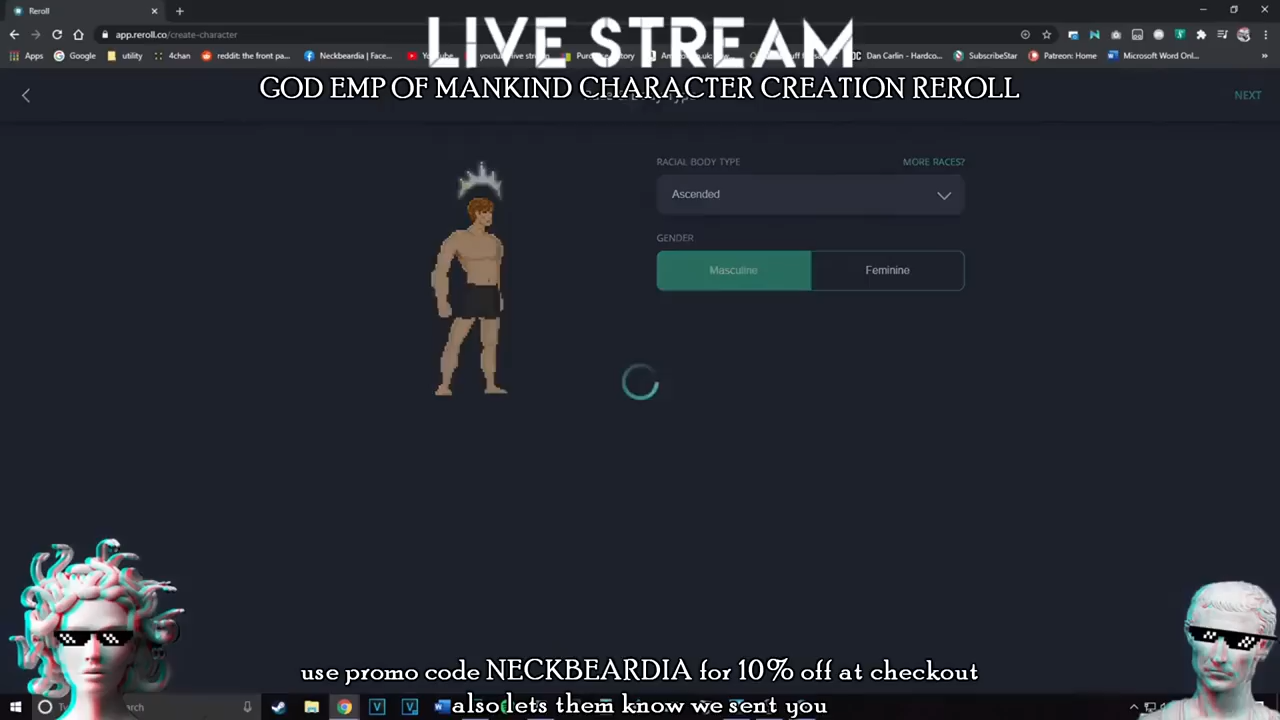 Reroll
LIVE STREAM
app.reroll.co/create-character
Apps
Google
utility
4chan
reddit: the front pa...
Neckbeardia | Face...
Dan Carlin - Hardco...
SubscribeStar
Patreon: Home
Microsoft Word Onl...
GOD EMP OF MANKIND CHARACTER CREATION REROLL
NEXT
RACIAL BODY TYPE
MORE RACES?
Ascended
GENDER
Masculine
Feminine
use promo code NECKBEARDIA for 10% off at checkout
also lets them know we sent you